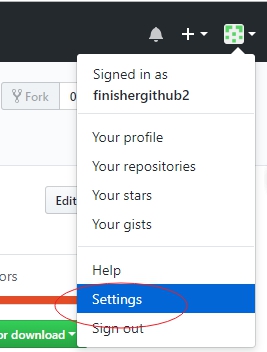 Fork 0
Signed in as
finishergithub2
Your profile
Your repositories
Your stars
Your gists
Edit
Help
ors
Settings
or download
Sign out